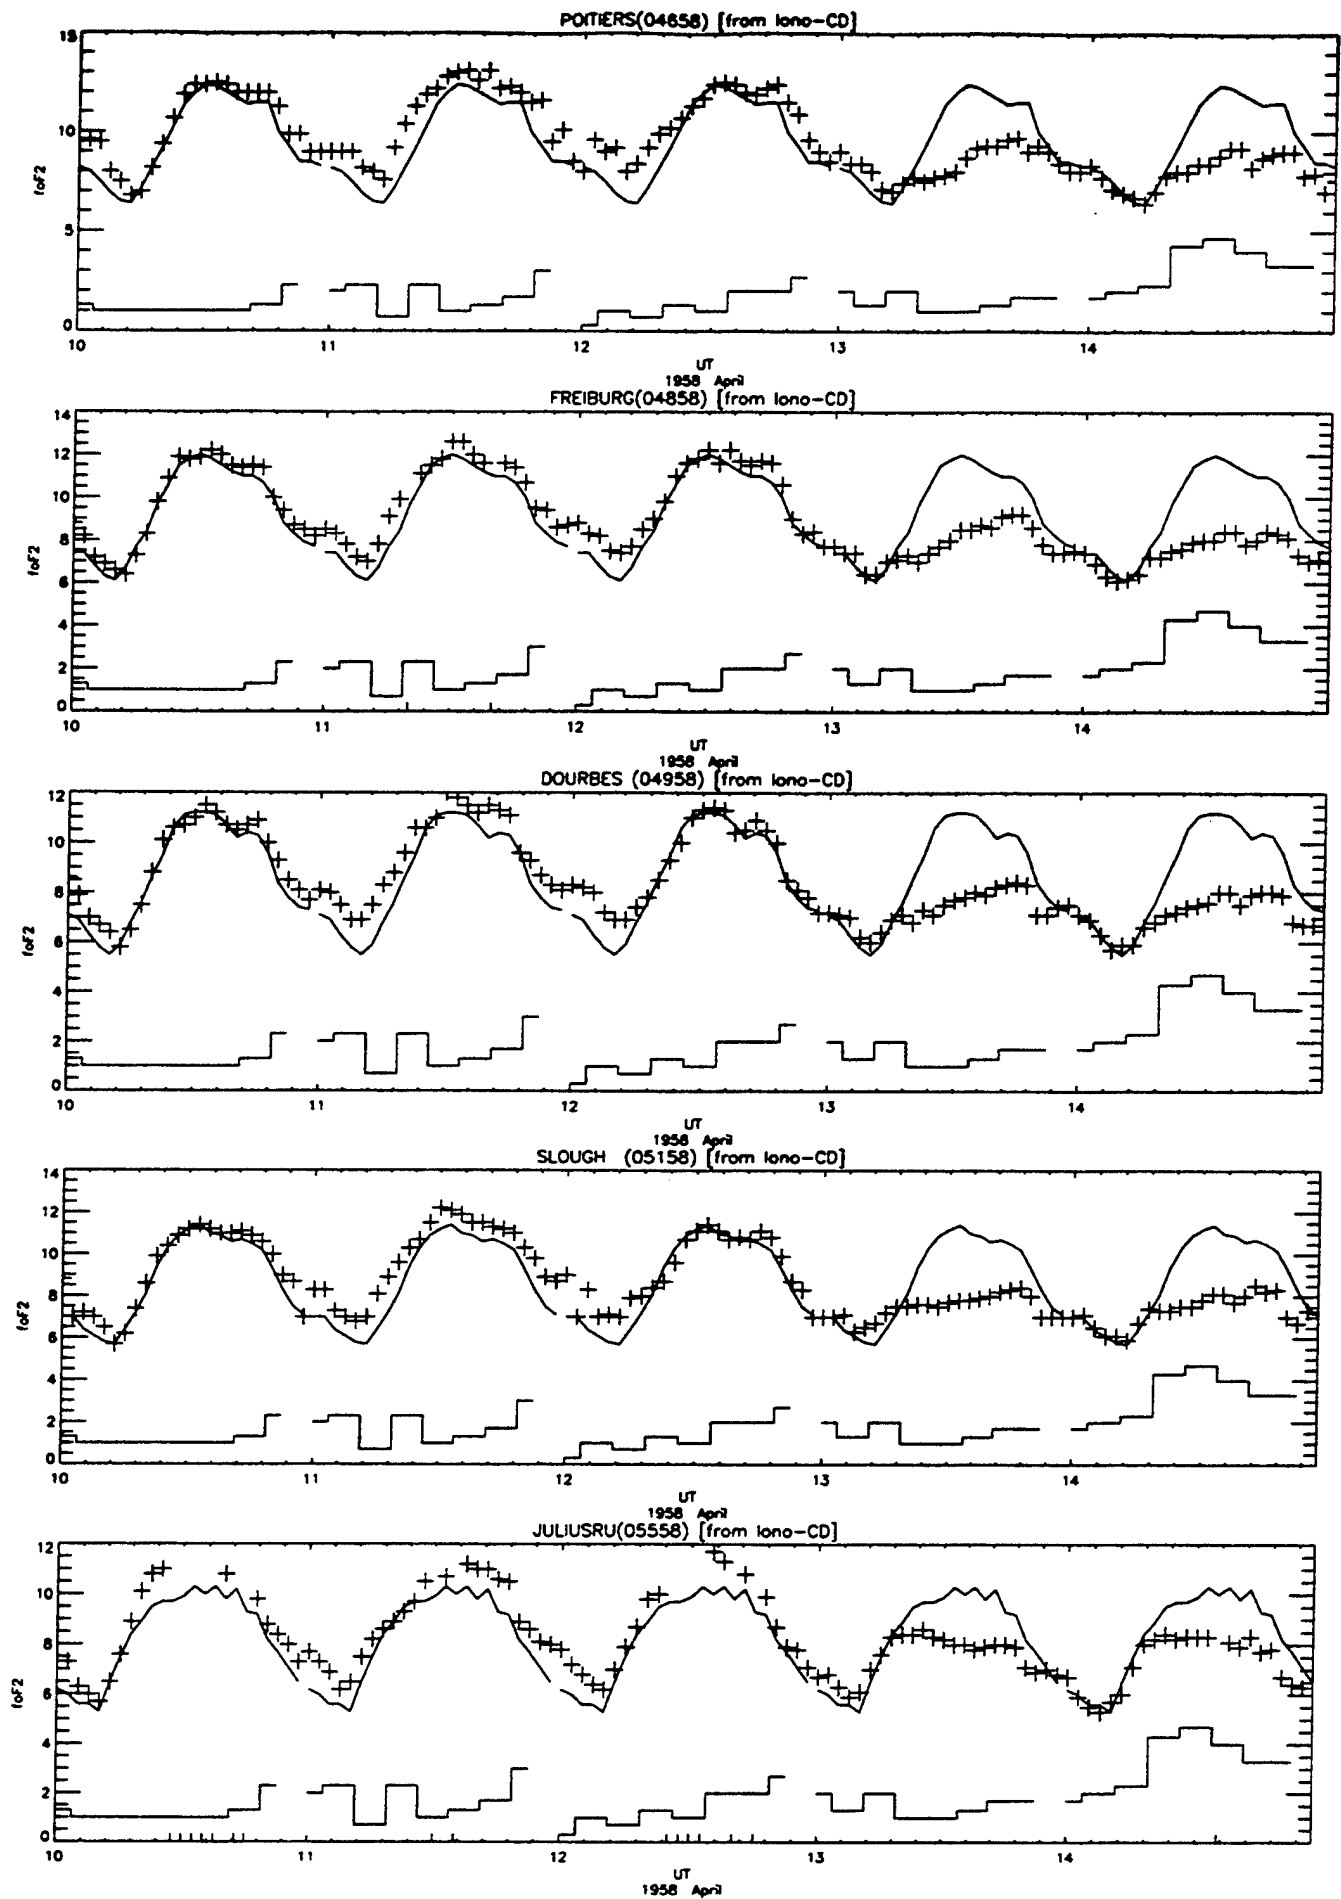 POITIERS(04658) [from Iono-CD]
15
10
5
0
foF2
10 11 12 13 14
UT
1958 April
FREIBURG(04858) [from Iono-CD]
14
12
10
8
6
4
2
0
foF2
10 11 12 13 14
UT
1958 April
DOURBES (04958) [from Iono-CD]
12
10
8
6
4
2
0
foF2
10 11 12 13 14
UT
1958 April
SLOUGH (05158) [from Iono-CD]
14
12
10
8
6
4
2
0
foF2
10 11 12 13 14
UT
1958 April
JULIUSRU(05558) [from Iono-CD]
12
10
8
6
4
2
0
foF2
10 11 12 13 14
UT
1958 April